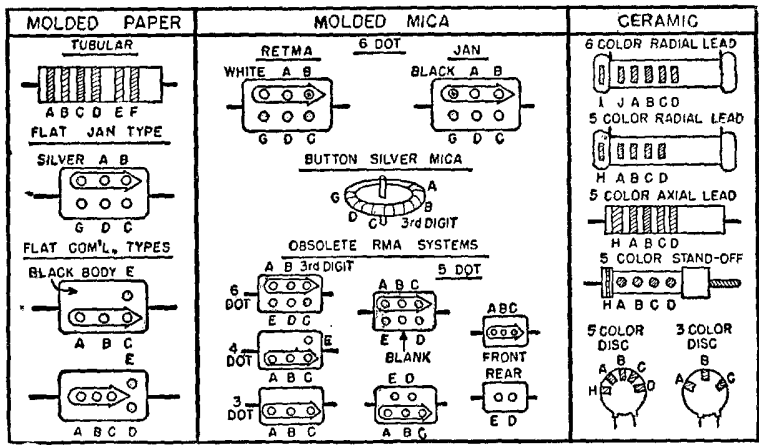 MOLDED PAPER
TUBULAR
A B C D E F
FLAT JAN TYPE
SILVER A B
G D C
FLAT COM'L. TYPES
BLACK BODY E
A B C
E
A B C D
MOLDED MICA
6 DOT
RETMA
WHITE A B
G D C
JAN
BLACK A B
G D C
BUTTON SILVER MICA
A
B
3rd DIGIT
C
D
G
OBSOLETE RMA SYSTEMS
A B 3rd DIGIT
6 DOT
E D C
4 DOT
E
A B C
3 DOT
A B C
5 DOT
A B C
E D
BLANK
E D
A B C
ABC
FRONT
REAR
E D
CERAMIC
6 COLOR RADIAL LEAD
I J A B C D
5 COLOR RADIAL LEAD
H A B C D
5 COLOR AXIAL LEAD
H A B C D
5 COLOR STAND-OFF
H A B C D
5 COLOR DISC
H A B C D
3 COLOR DISC
A B C